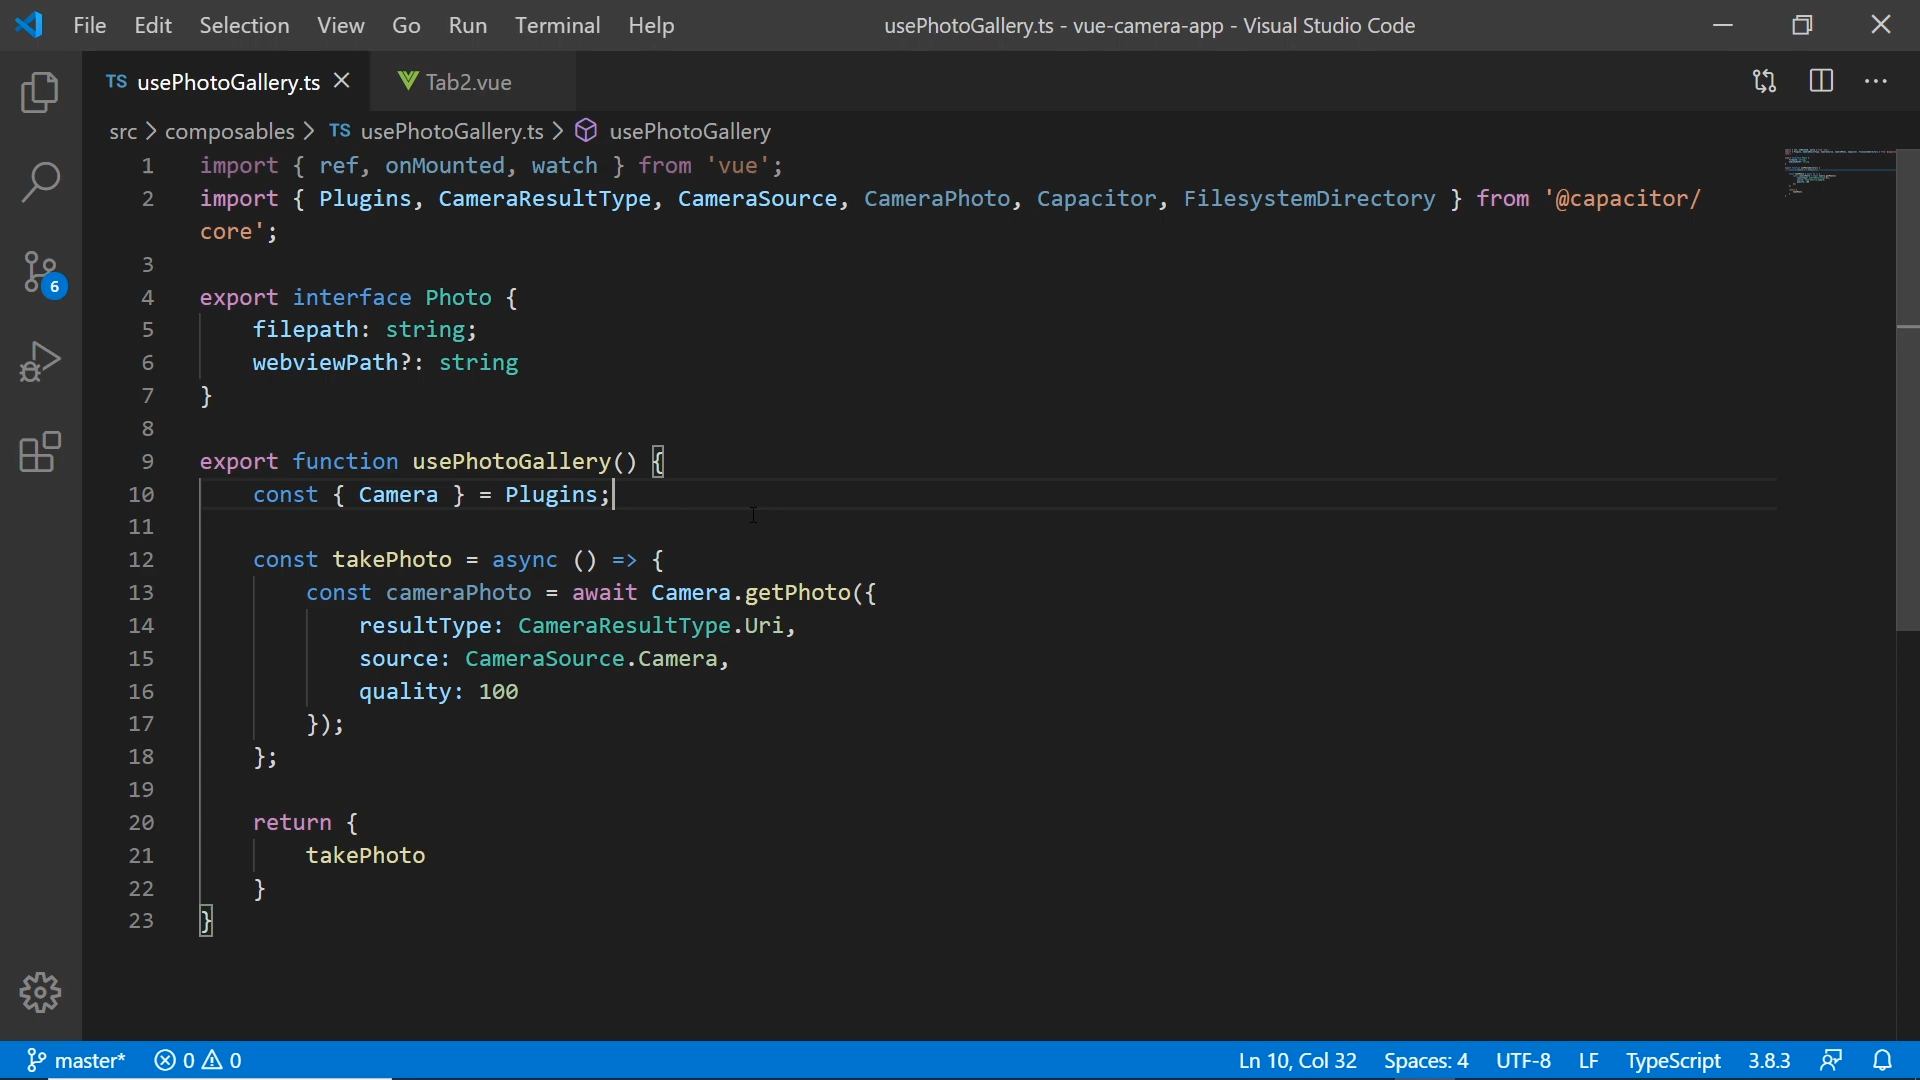 File Edit Selection View Go Run Terminal Help usePhotoGallery.ts - vue-camera-app - Visual Studio Code
TS usePhotoGallery.ts Tab2.vue
src > composables > TS usePhotoGallery.ts > usePhotoGallery
1 import { ref, onMounted, watch } from 'vue';
2 import { Plugins, CameraResultType, CameraSource, CameraPhoto, Capacitor, FilesystemDirectory } from '@capacitor/
core';
3
4 export interface Photo {
5 filepath: string;
6 webviewPath?: string
7 }
8
9 export function usePhotoGallery() {
10 const { Camera } = Plugins;
11
12 const takePhoto = async () => {
13 const cameraPhoto = await Camera.getPhoto({
14 resultType: CameraResultType.Uri,
15 source: CameraSource.Camera,
16 quality: 100
17 });
18 };
19
20 return {
21 takePhoto
22 }
23 }
6
master* 0 0 Ln 10, Col 32 Spaces: 4 UTF-8 LF TypeScript 3.8.3